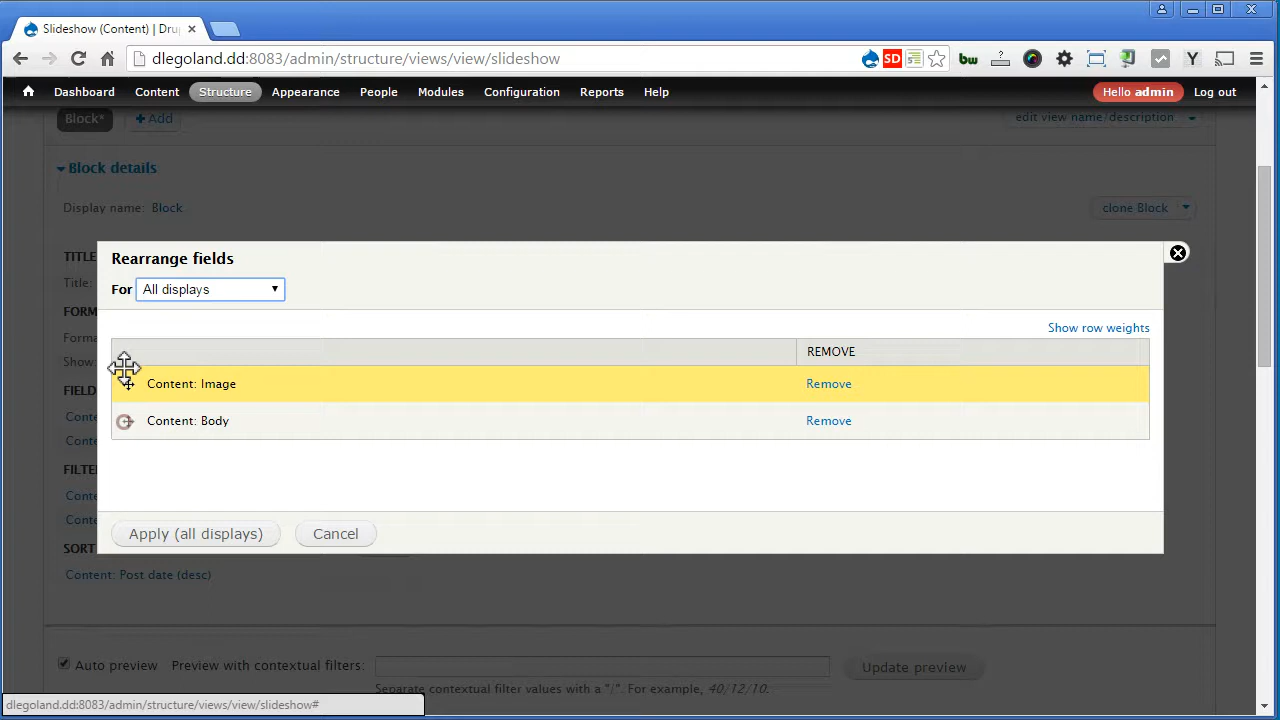 Slideshow (Content) | Dru
dlegoland.dd:8083/admin/structure/views/view/slideshow
SD
bw
Dashboard Content Structure Appearance People Modules Configuration Reports Help Hello admin Log out
Block* + Add edit view name/description
Block details
Display name: Block clone Block
TITLE
Title:
FORM
Forma
Show:
FIELD
Conte
Conte
FILTE
Conte
Conte
SORT
Content: Post date (desc)
Rearrange fields
For All displays
Show row weights
REMOVE
Content: Image Remove
Content: Body Remove
Apply (all displays) Cancel
Auto preview Preview with contextual filters: Update preview
Separate contextual filter values with a "/". For example, 40/12/10.
dlegoland.dd:8083/admin/structure/views/view/slideshow#